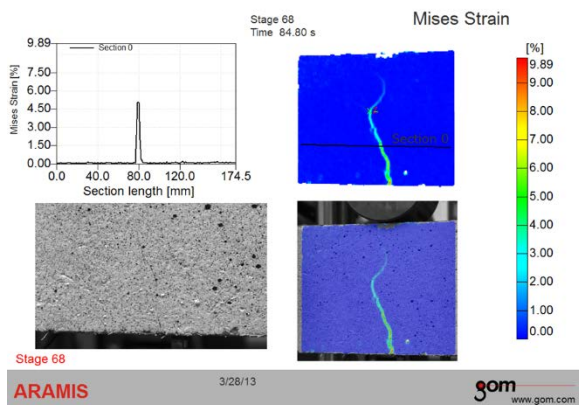 Stage 68
Time 84.80 s
Mises Strain
9.89
7.50
6.00
4.50
3.00
1.50
0.00
Mises Strain [%]
Section 0
0.0
40.0
80.0
120.0
174.5
Section length [mm]
Section 0
[%]
9.89
9.00
8.00
7.00
6.00
5.00
4.00
3.00
2.00
1.00
0.00
Stage 68
ARAMIS
3/28/13
gom
www.gom.com